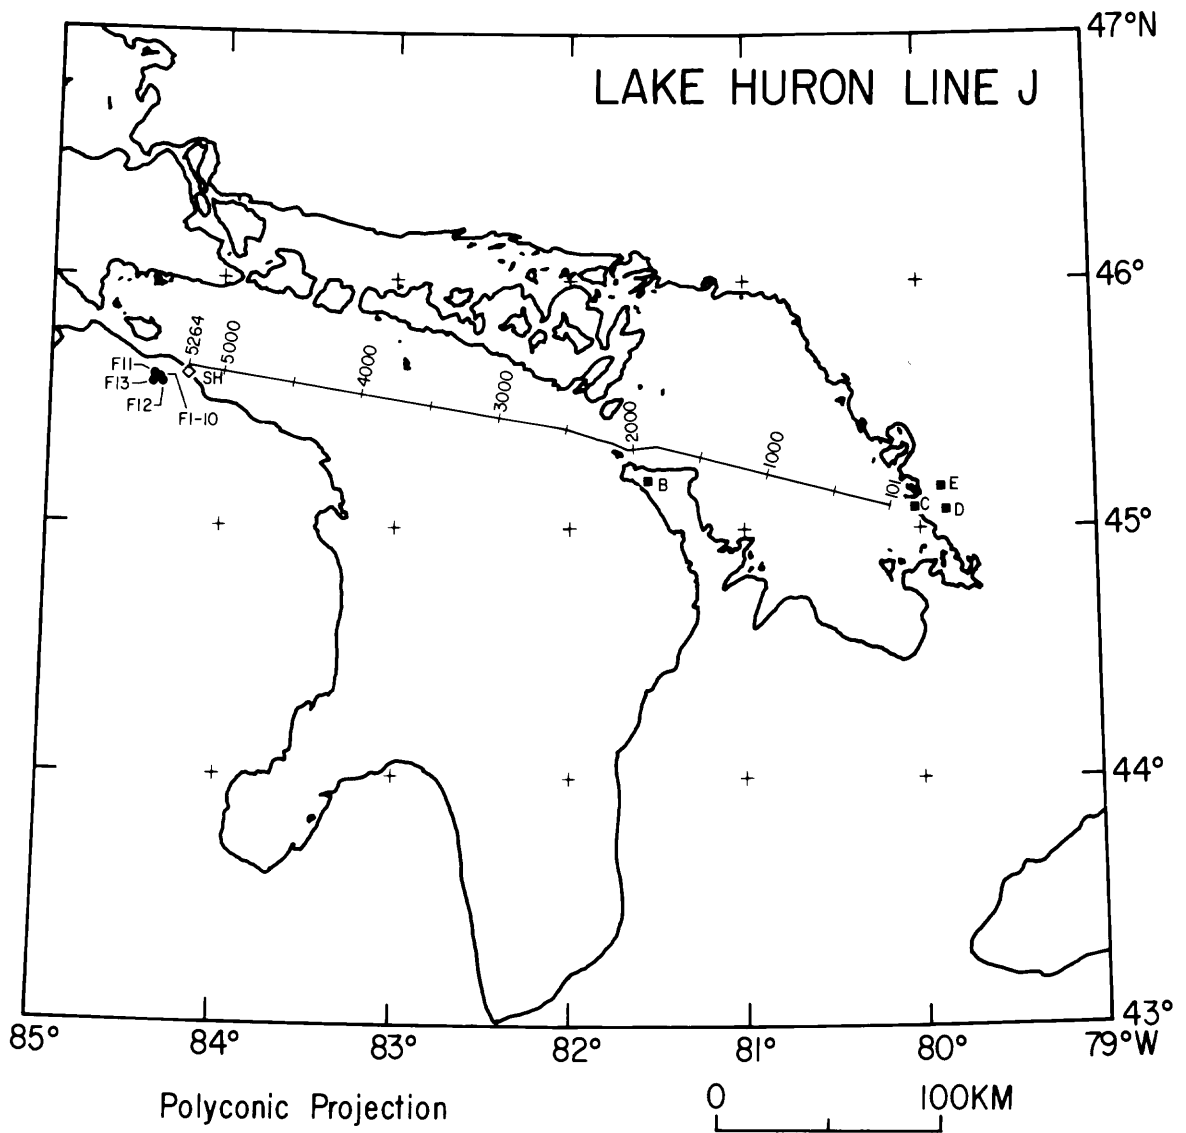 47°N
LAKE HURON LINE J
46°
5264
5000
4000
3000
2000
1000
101
F11
F13
F12
SH
F1-10
A
B
E
C
D
45°
44°
43°
85°
84°
83°
82°
81°
80°
79°W
Polyconic Projection
0
100KM